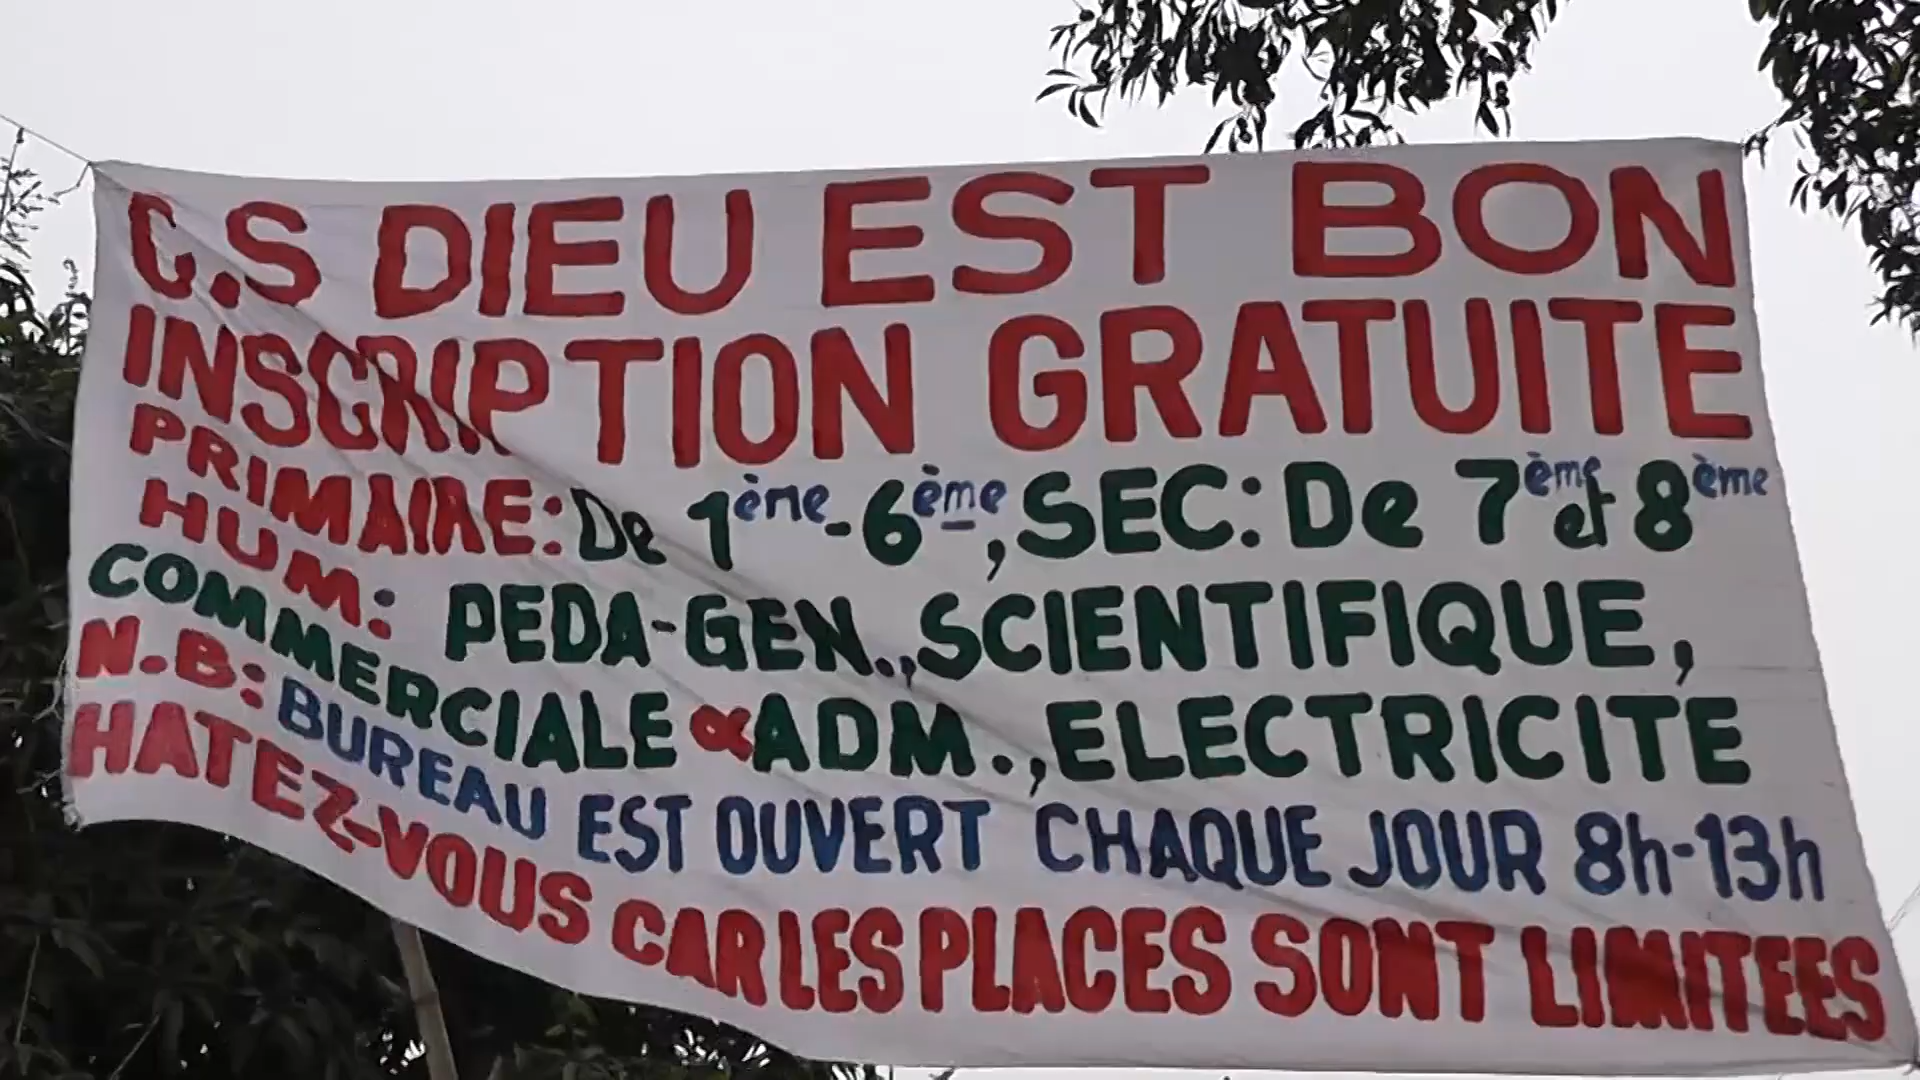 C.S DIEU EST BON
INSCRIPTION GRATUITE
PRIMAIRE: De 1ère-6ème, SEC: De 7ème et 8ème
HUM: PEDA-GEN., SCIENTIFIQUE,
COMMERCIALE & ADM., ELECTRICITE
N.B: BUREAU EST OUVERT CHAQUE JOUR 8h-13h
HATEZ-VOUS CAR LES PLACES SONT LIMITEES